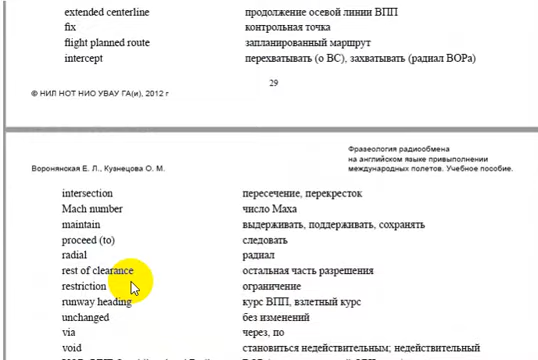 extended centerline продолжение осевой линии ВПП
fix контрольная точка
flight planned route запланированный маршрут
intercept перехватывать (о ВС), захватывать (радиал ВОРа)
29
© НИЛ НОТ НИО УВАУ ГА(и), 2012 г
Фразеология радиообмена
на английском языке привыполнении
Воронянская Е. Л., Кузнецова О. М. международных полетов. Учебное пособие.
intersection пересечение, перекресток
Mach number число Маха
maintain выдерживать, поддерживать, сохранять
proceed (to) следовать
radial радиал
rest of clearance остальная часть разрешения
restriction ограничение
runway heading курс ВПП, взлетный курс
unchanged без изменений
via через, по
void становиться недействительным; недействительный